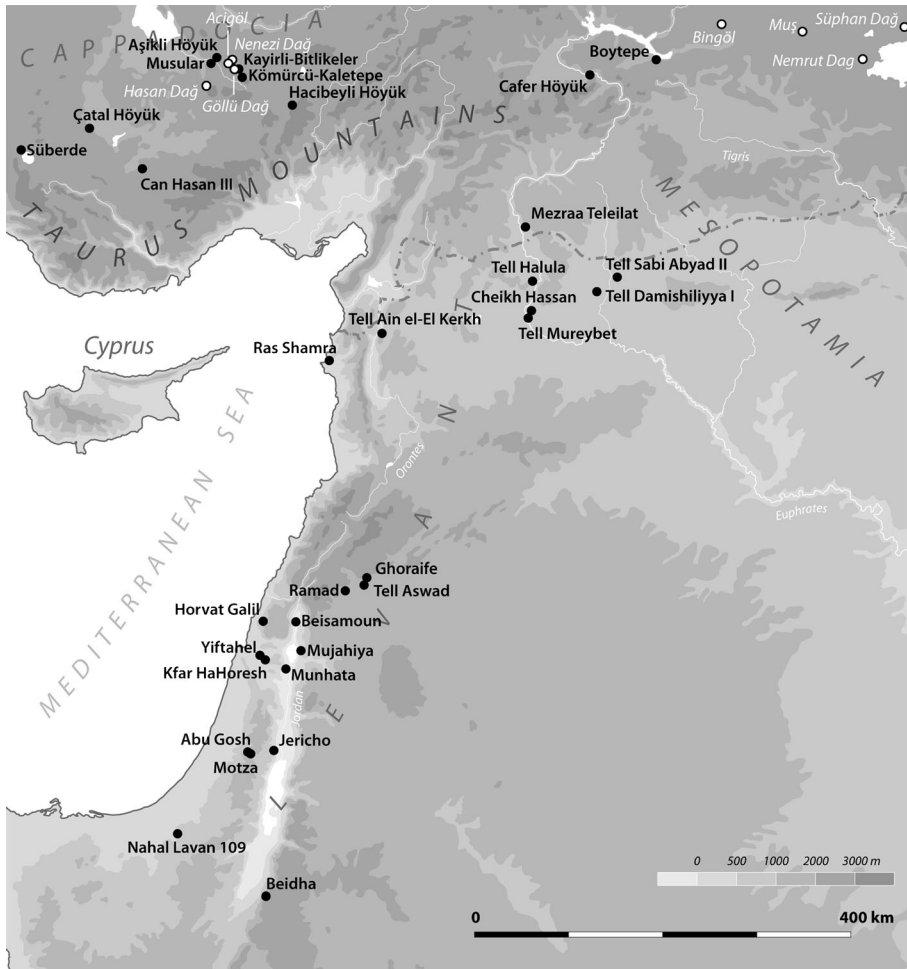 CAPPADOCIA
Acigöl
Nenezi Dağ
Aşikli Höyük
Musular
Kayirli-Bitlikeler
Kömürcü-Kaletepe
Hasan Dağ
Göllü Dağ
Hacibeyli Höyük
Çatal Höyük
Süberde
Can Hasan III
TAURUS MOUNTAINS
Boytepe
Cafer Höyük
Bingöl
Muş
Süphan Dağ
Nemrut Dag
Tigris
MESOPOTAMIA
Mezraa Teleilat
Tell Halula
Tell Sabi Abyad II
Cheikh Hassan
Tell Damishiliyya I
Tell Mureybet
Tell Ain el-El Kerkh
Ras Shamra
Cyprus
MEDITERRANEAN SEA
Orontes
Euphrates
LEVANT
Ghoraife
Tell Aswad
Ramad
Horvat Galil
Beisamoun
Yiftahel
Mujahiya
Kfar HaHoresh
Munhata
Jordan
Abu Gosh
Jericho
Motza
Nahal Lavan 109
Beidha
0 500 1000 2000 3000 m
0 400 km